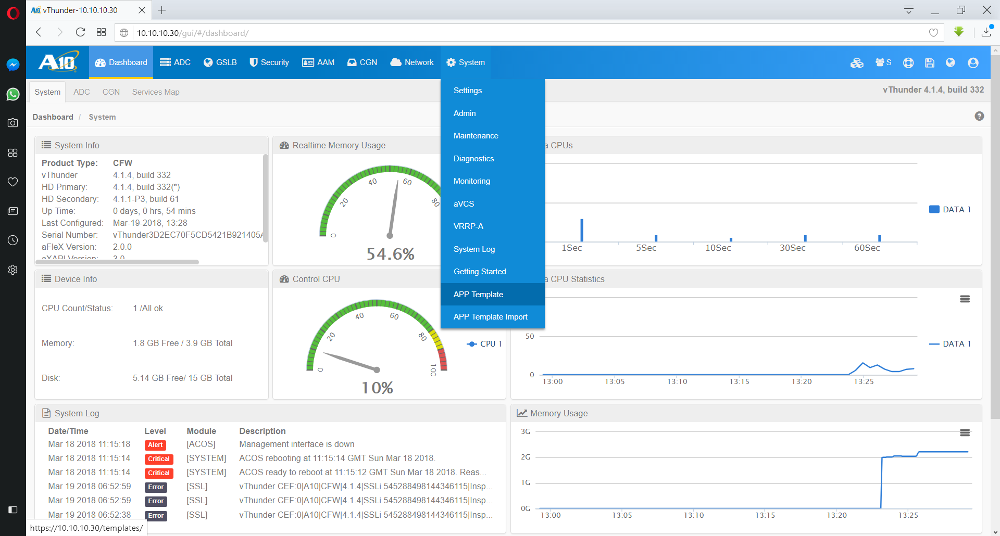 A10 vThunder-10.10.10.30
10.10.10.30/gui/#/dashboard/
A10
Dashboard
ADC
GSLB
Security
AAM
CGN
Network
System
S
System
ADC
CGN
Services Map
vThunder 4.1.4, build 332
Dashboard / System
Settings
Admin
Maintenance
Diagnostics
Monitoring
aVCS
VRRP-A
System Log
Getting Started
APP Template
APP Template Import
System Info
Product Type: CFW
vThunder 4.1.4, build 332
HD Primary: 4.1.4, build 332(*)
HD Secondary: 4.1.1-P3, build 61
Up Time: 0 days, 0 hrs, 54 mins
Last Configured: Mar-19-2018, 13:28
Serial Number: vThunder3D2EC70F5CD5421B921405A
aFleX Version: 2.0.0
aXAPI Version: 3.0
Realtime Memory Usage
0 20 40 60 80
54.6%
a CPUs
DATA 1
1Sec 5Sec 10Sec 30Sec 60Sec
Device Info
CPU Count/Status: 1 /All ok
Memory: 1.8 GB Free / 3.9 GB Total
Disk: 5.14 GB Free/ 15 GB Total
Control CPU
0 20 40 60 80 100
CPU 1
10%
a CPU Statistics
50
0
DATA 1
13:00 13:05 13:10 13:15 13:20 13:25
System Log
Date/Time Level Module Description
Mar 18 2018 11:15:18 Alert [ACOS] Management interface is down
Mar 18 2018 11:15:14 Critical [SYSTEM] ACOS rebooting at 11:15:14 GMT Sun Mar 18 2018.
Mar 18 2018 11:15:14 Critical [SYSTEM] ACOS ready to reboot at 11:15:12 GMT Sun Mar 18 2018. Reas...
Mar 19 2018 06:52:59 Error [SSL] vThunder CEF:0|A10|CFW|4.1.4|SSLi 545288498144346115|Insp...
Mar 19 2018 06:52:59 Error [SSL] vThunder CEF:0|A10|CFW|4.1.4|SSLi 545288498144346115|Insp...
Mar 19 2018 06:52:38 Error [SSL] vThunder CEF:0|A10|CFW|4.1.4|SSLi 545288498144346115|Insp...
Memory Usage
3G
2G
1G
0G
13:00 13:05 13:10 13:15 13:20 13:25
https://10.10.10.30/templates/